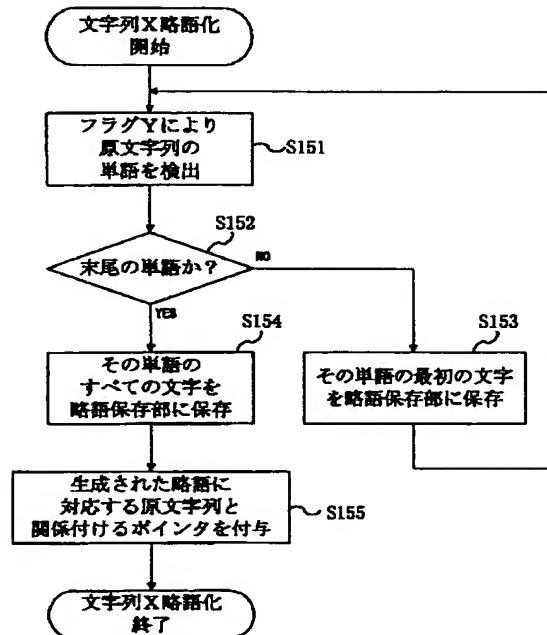 文字列X略語化
開始
フラグYにより
原文字列の
単語を検出
S151
末尾の単語か？
S152
NO
YES
S154
その単語の
すべての文字を
略語保存部に保存
S153
その単語の最初の文字
を略語保存部に保存
生成された略語に
対応する原文字列と
関係付けるポインタを付与
S155
文字列X略語化
終了